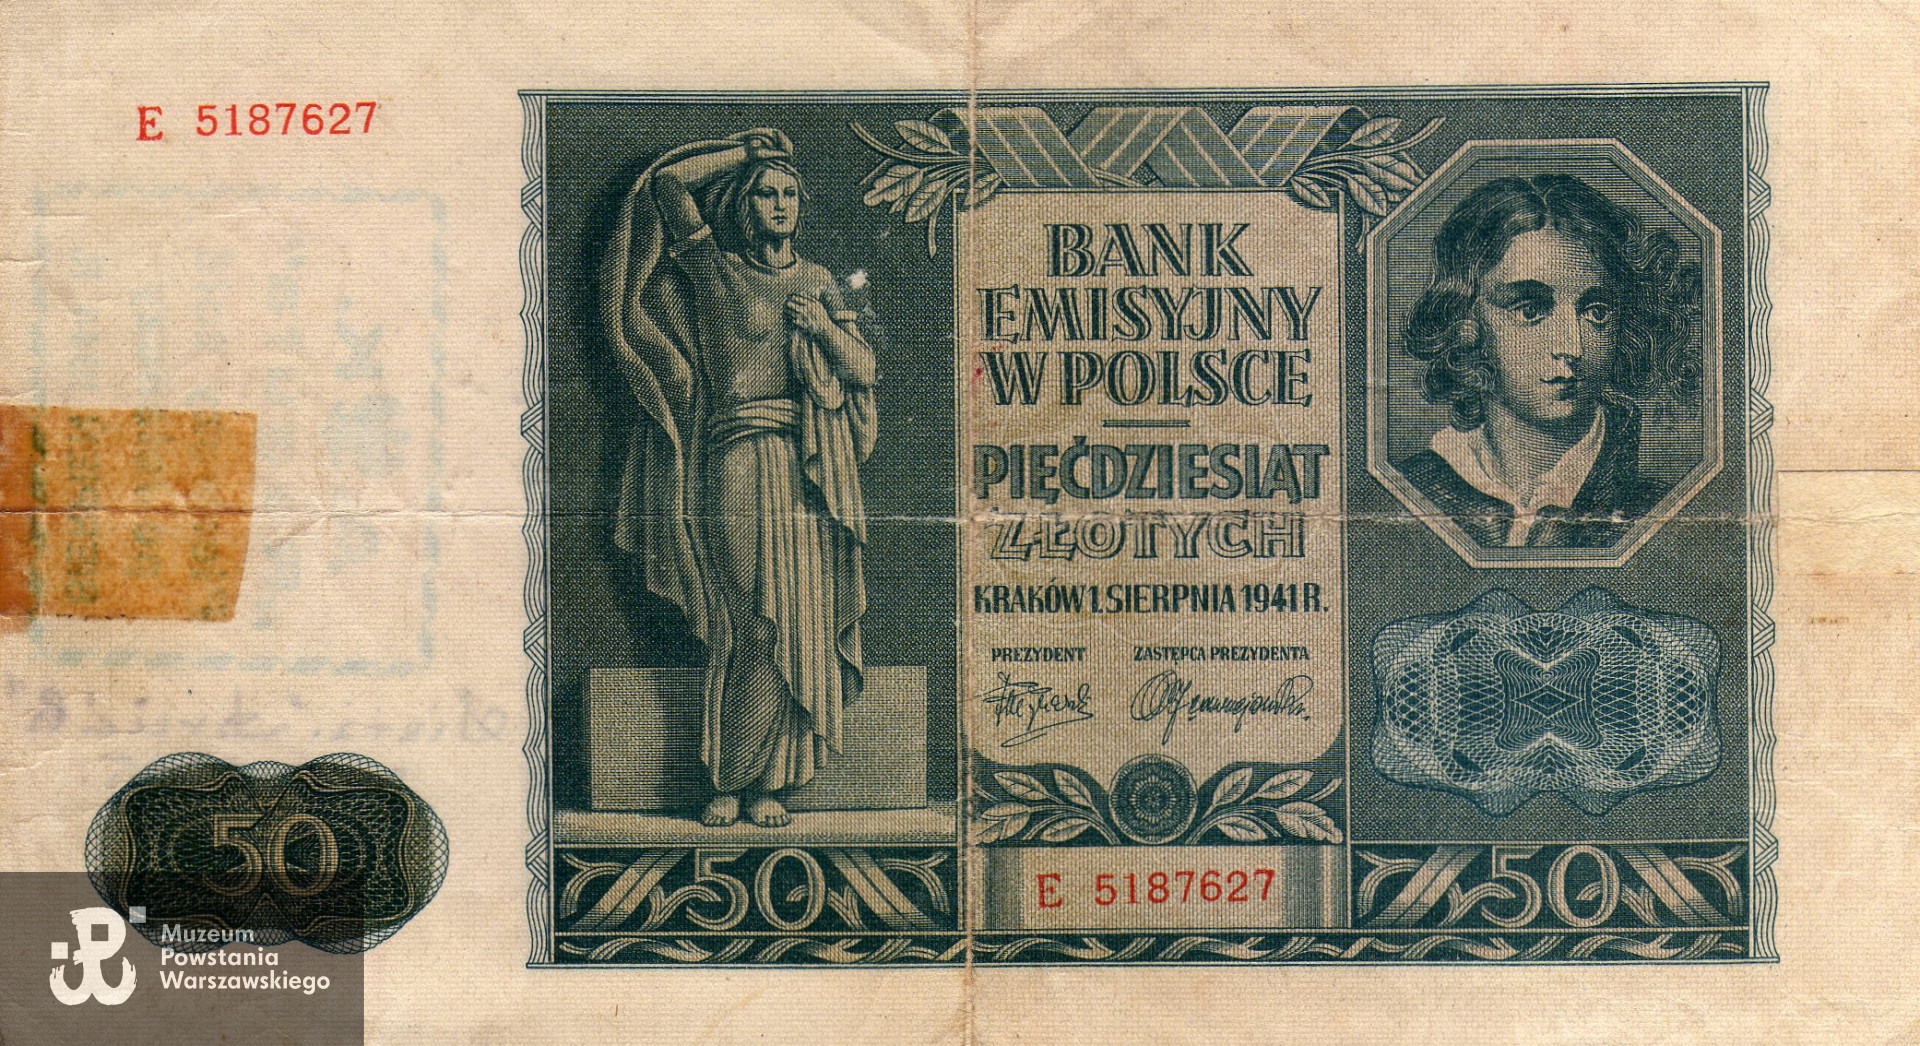 E 5187627
BANK
EMISYJNY
W POLSCE
PIĘĆDZIESIĄT
ZŁOTYCH
KRAKÓW 1. SIERPNIA 1941 R.
PREZYDENT ZASTĘPCA PREZYDENTA
50
50 E 5187627 50
Muzeum
Powstania
Warszawskiego